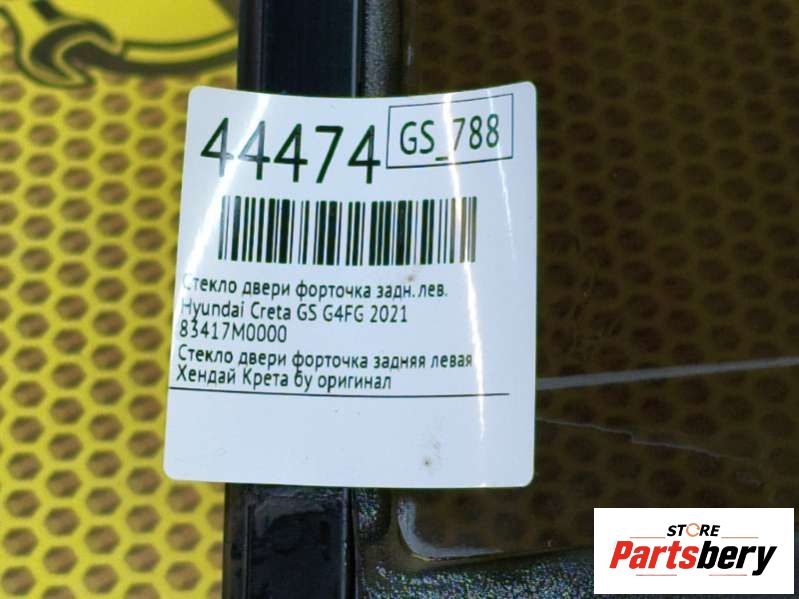 44474
GS_788
Стекло двери форточка задн.лев.
Hyundai Creta GS G4FG 2021
83417M0000
Стекло двери форточка задняя левая
Хендай Крета бу оригинал
STORE
Partsbery